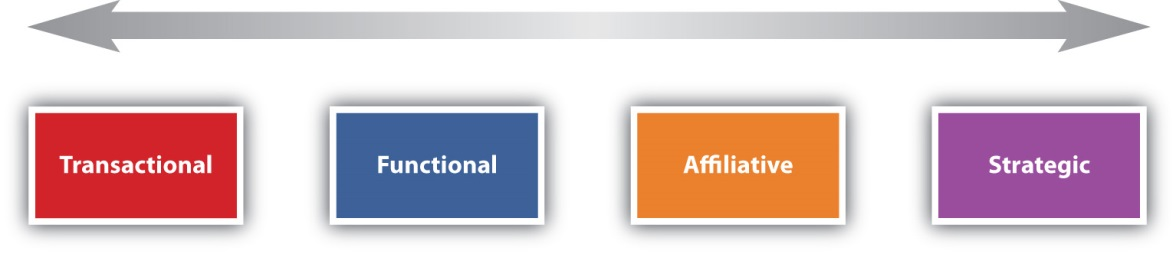 Transactional
Functional
Affiliative
Strategic